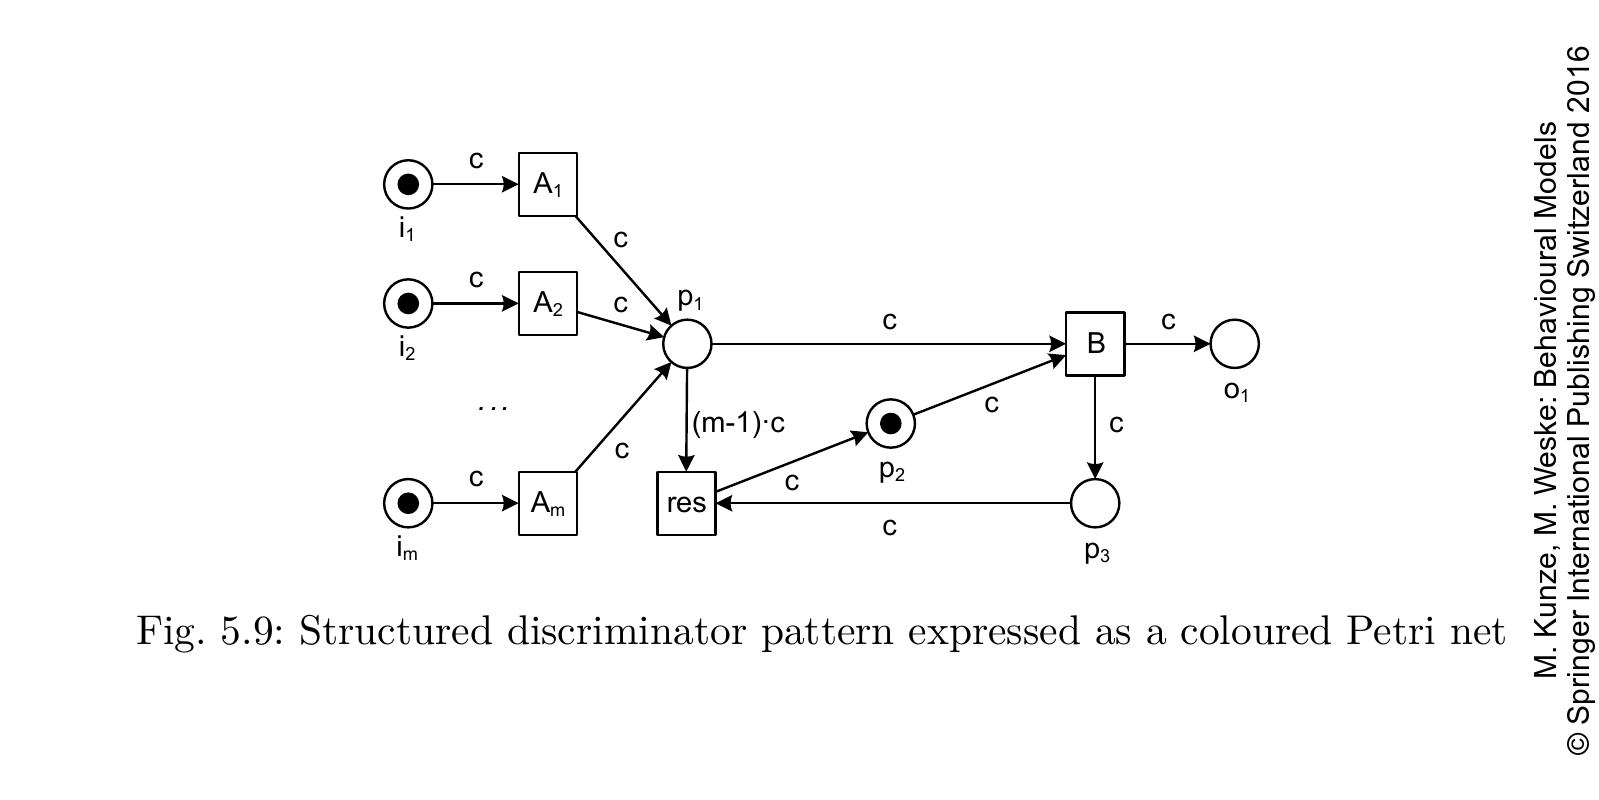 c
A₁
i₁
c
c
A₂
c
i₂
p₁
c
B
c
o₁
...
c
(m-1)·c
c
p₂
c
c
c
Aₘ
iₘ
res
c
p₃
Fig. 5.9: Structured discriminator pattern expressed as a coloured Petri net
M. Kunze, M. Weske: Behavioural Models
© Springer International Publishing Switzerland 2016